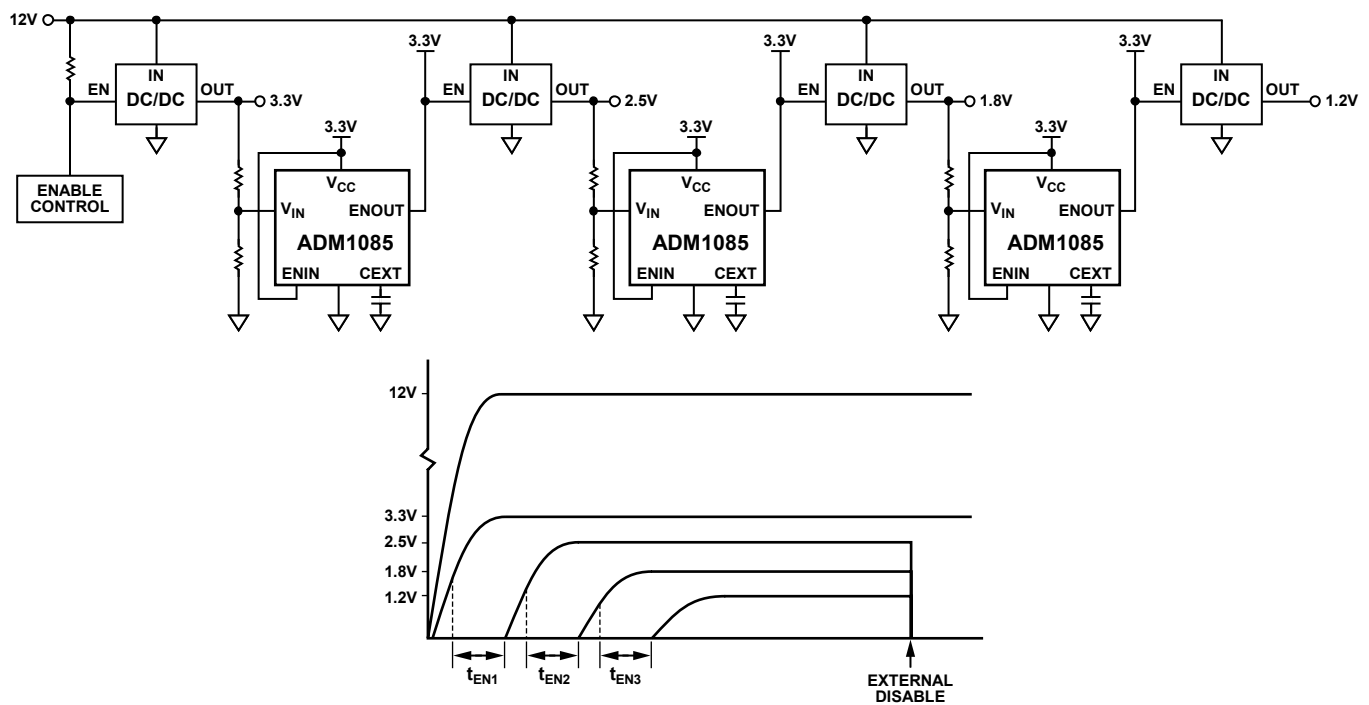 12V
3.3V 3.3V 3.3V
IN IN IN IN
EN DC/DC OUT 3.3V EN DC/DC OUT 2.5V EN DC/DC OUT 1.8V EN DC/DC OUT 1.2V
3.3V 3.3V 3.3V
ENABLE
CONTROL
VCC VCC VCC
VIN ENOUT VIN ENOUT VIN ENOUT
ADM1085 ADM1085 ADM1085
ENIN CEXT ENIN CEXT ENIN CEXT
12V
3.3V
2.5V
1.8V
1.2V
tEN1 tEN2 tEN3
EXTERNAL
DISABLE